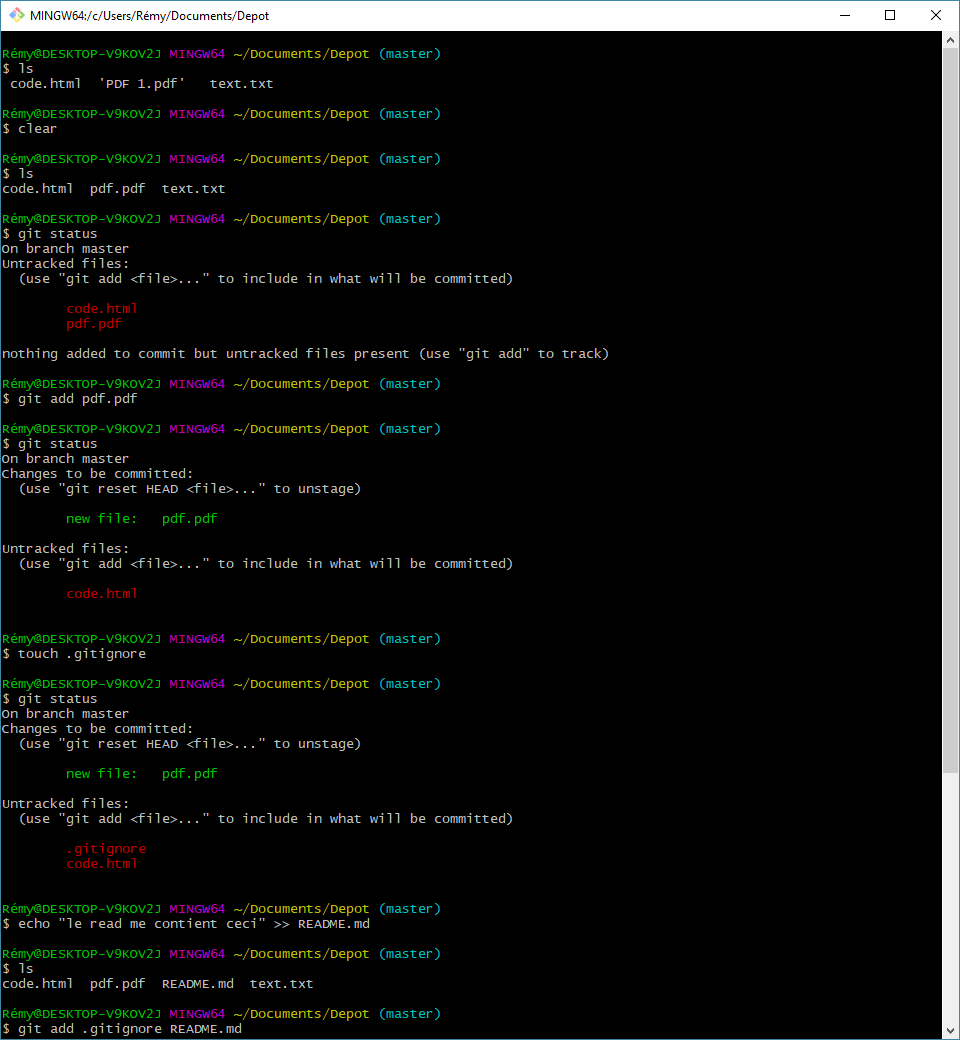 MINGW64:/c/Users/Rémy/Documents/Depot
Rémy@DESKTOP-V9KOV2J MINGW64 ~/Documents/Depot (master)
$ ls
 code.html  'PDF 1.pdf'   text.txt
Rémy@DESKTOP-V9KOV2J MINGW64 ~/Documents/Depot (master)
$ clear
Rémy@DESKTOP-V9KOV2J MINGW64 ~/Documents/Depot (master)
$ ls
code.html  pdf.pdf  text.txt
Rémy@DESKTOP-V9KOV2J MINGW64 ~/Documents/Depot (master)
$ git status
On branch master
Untracked files:
  (use "git add <file>..." to include in what will be committed)
        code.html
        pdf.pdf
nothing added to commit but untracked files present (use "git add" to track)
Rémy@DESKTOP-V9KOV2J MINGW64 ~/Documents/Depot (master)
$ git add pdf.pdf
Rémy@DESKTOP-V9KOV2J MINGW64 ~/Documents/Depot (master)
$ git status
On branch master
Changes to be committed:
  (use "git reset HEAD <file>..." to unstage)
        new file:   pdf.pdf
Untracked files:
  (use "git add <file>..." to include in what will be committed)
        code.html
Rémy@DESKTOP-V9KOV2J MINGW64 ~/Documents/Depot (master)
$ touch .gitignore
Rémy@DESKTOP-V9KOV2J MINGW64 ~/Documents/Depot (master)
$ git status
On branch master
Changes to be committed:
  (use "git reset HEAD <file>..." to unstage)
        new file:   pdf.pdf
Untracked files:
  (use "git add <file>..." to include in what will be committed)
        .gitignore
        code.html
Rémy@DESKTOP-V9KOV2J MINGW64 ~/Documents/Depot (master)
$ echo "le read me contient ceci" >> README.md
Rémy@DESKTOP-V9KOV2J MINGW64 ~/Documents/Depot (master)
$ ls
code.html  pdf.pdf  README.md  text.txt
Rémy@DESKTOP-V9KOV2J MINGW64 ~/Documents/Depot (master)
$ git add .gitignore README.md